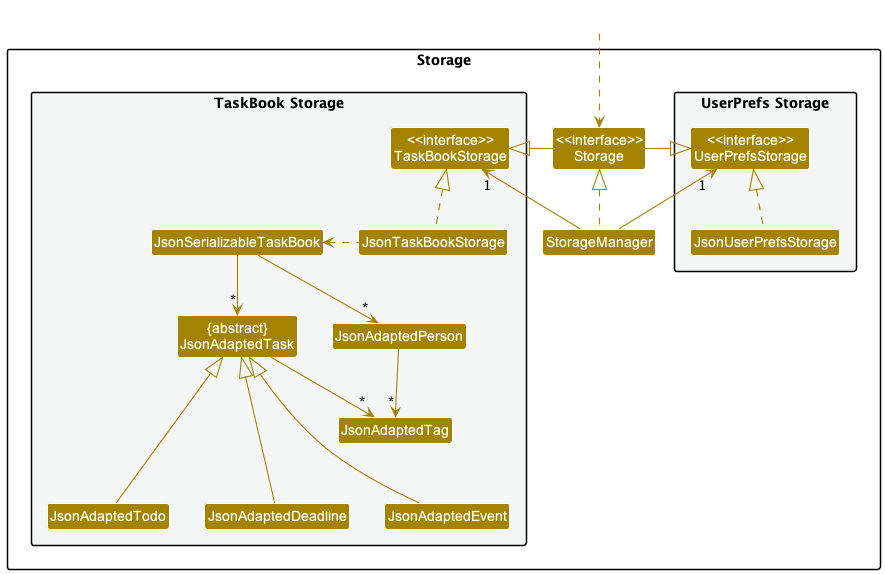 Storage
TaskBook Storage
UserPrefs Storage
<<interface>>
TaskBookStorage
<<interface>>
Storage
<<interface>>
UserPrefsStorage
1
1
JsonSerializableTaskBook
JsonTaskBookStorage
StorageManager
JsonUserPrefsStorage
*
*
{abstract}
JsonAdaptedTask
JsonAdaptedPerson
*
*
JsonAdaptedTag
JsonAdaptedTodo
JsonAdaptedDeadline
JsonAdaptedEvent